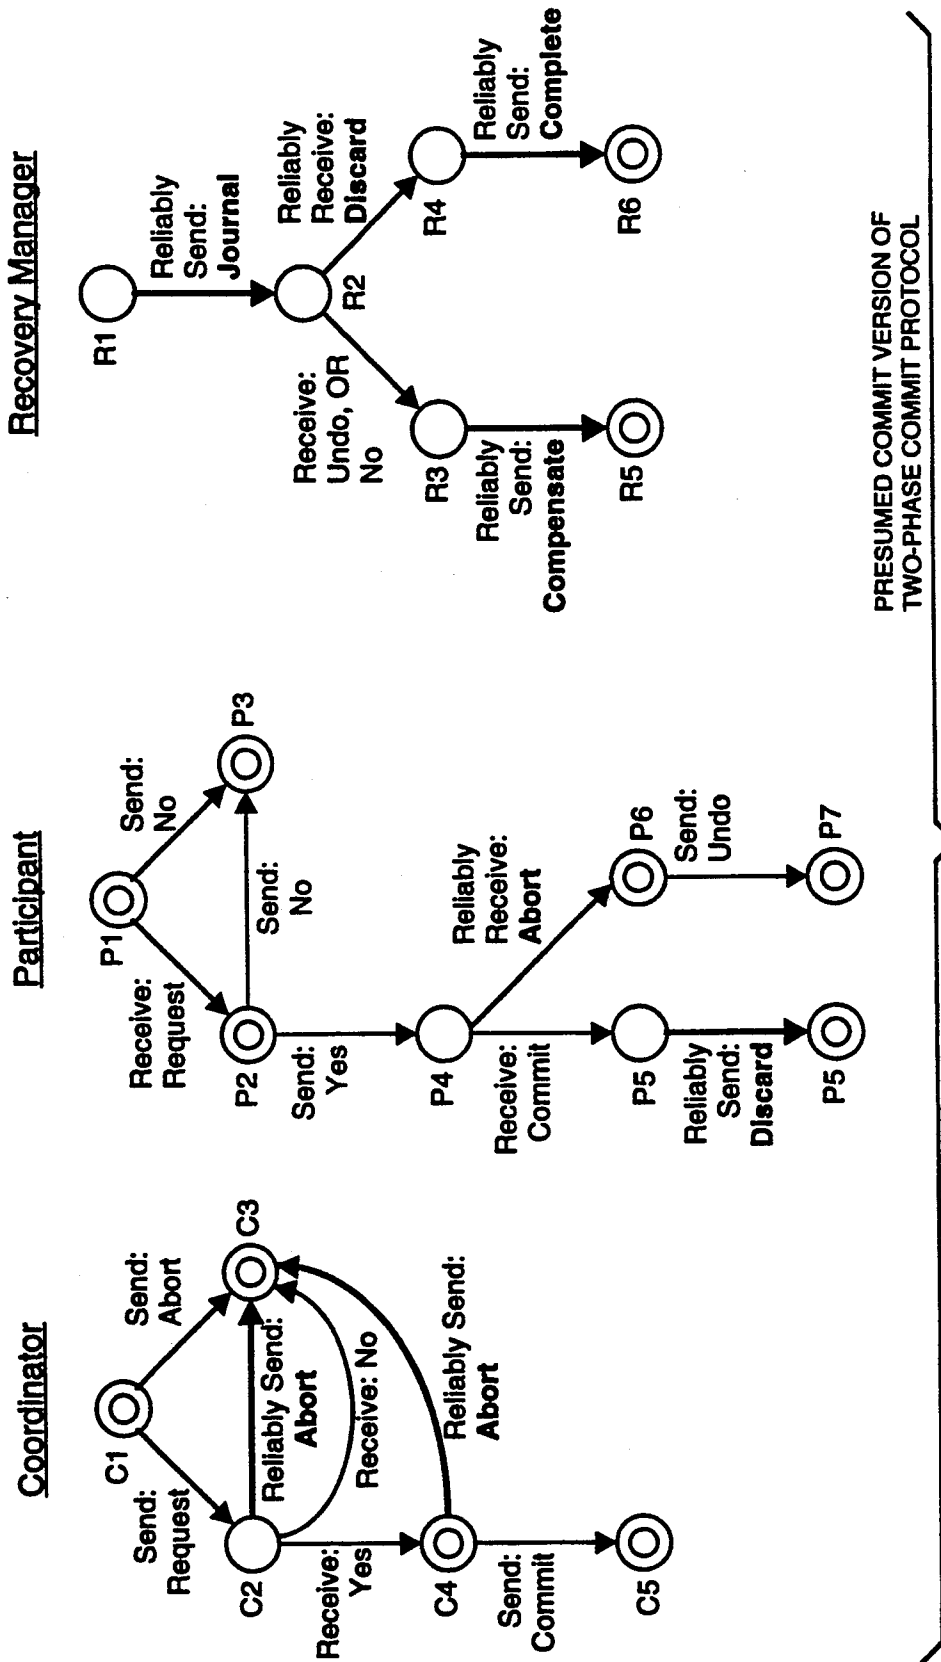 Coordinator
C1
Send:
Request
Send:
Abort
C2
C3
Reliably Send:
Abort
Receive: No
Receive:
Yes
Reliably Send:
Abort
C4
Send:
Commit
C5
Participant
P1
Receive:
Request
Send:
No
P2
P3
Send:
No
Send:
Yes
P4
Reliably
Receive:
Abort
Receive:
Commit
P5
P6
Reliably
Send:
Discard
Send:
Undo
P5
P7
Recovery Manager
R1
Reliably
Send:
Journal
R2
Receive:
Undo, OR
No
Reliably
Receive:
Discard
R3
R4
Reliably
Send:
Compensate
Reliably
Send:
Complete
R5
R6
PRESUMED COMMIT VERSION OF
TWO-PHASE COMMIT PROTOCOL